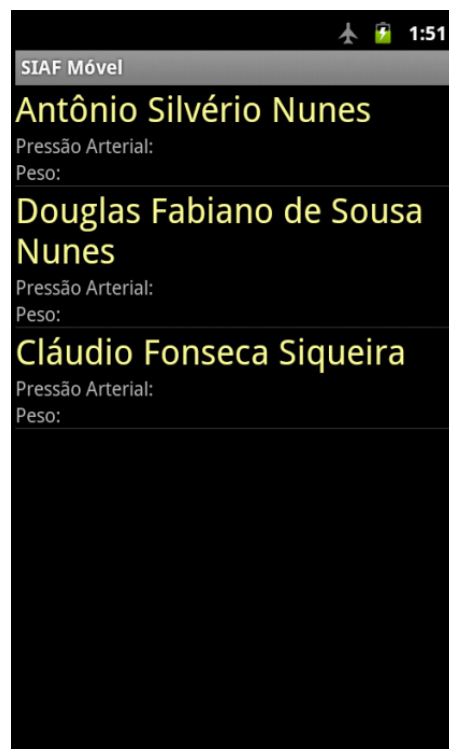 1:51
SIAF Móvel
Antônio Silvério Nunes
Pressão Arterial:
Peso:
Douglas Fabiano de Sousa
Nunes
Pressão Arterial:
Peso:
Cláudio Fonseca Siqueira
Pressão Arterial:
Peso: